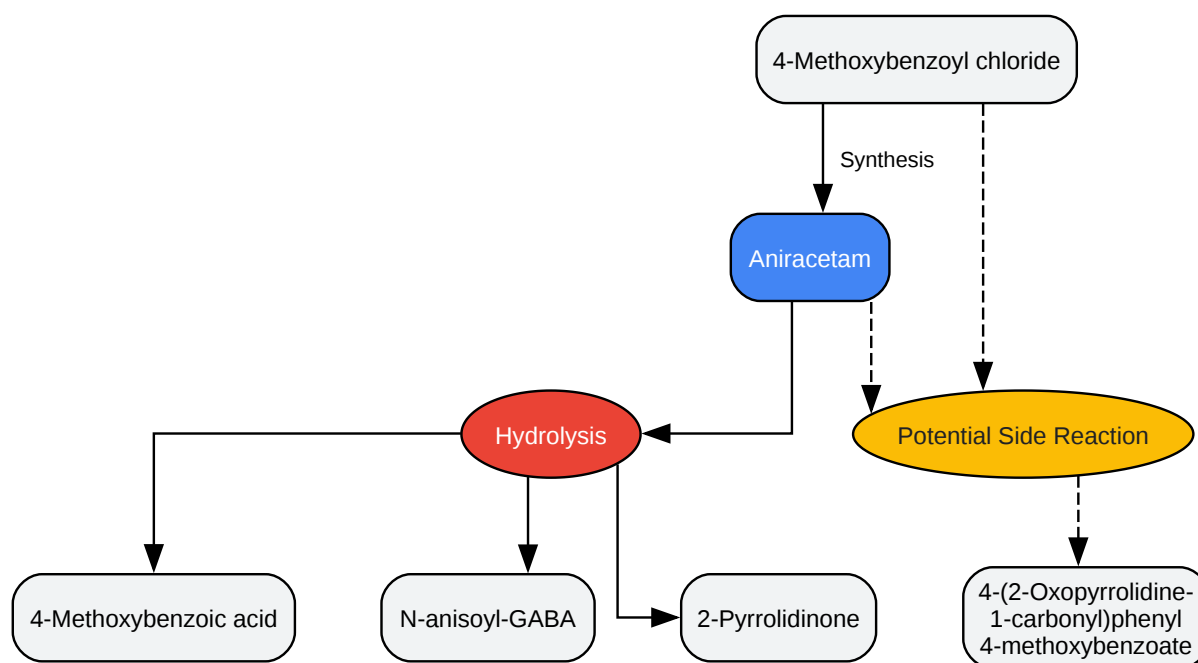 4-Methoxybenzoyl chloride
Synthesis
Aniracetam
Hydrolysis
Potential Side Reaction
4-Methoxybenzoic acid
N-anisoyl-GABA
2-Pyrrolidinone
4-(2-Oxopyrrolidine-
1-carbonyl)phenyl
4-methoxybenzoate